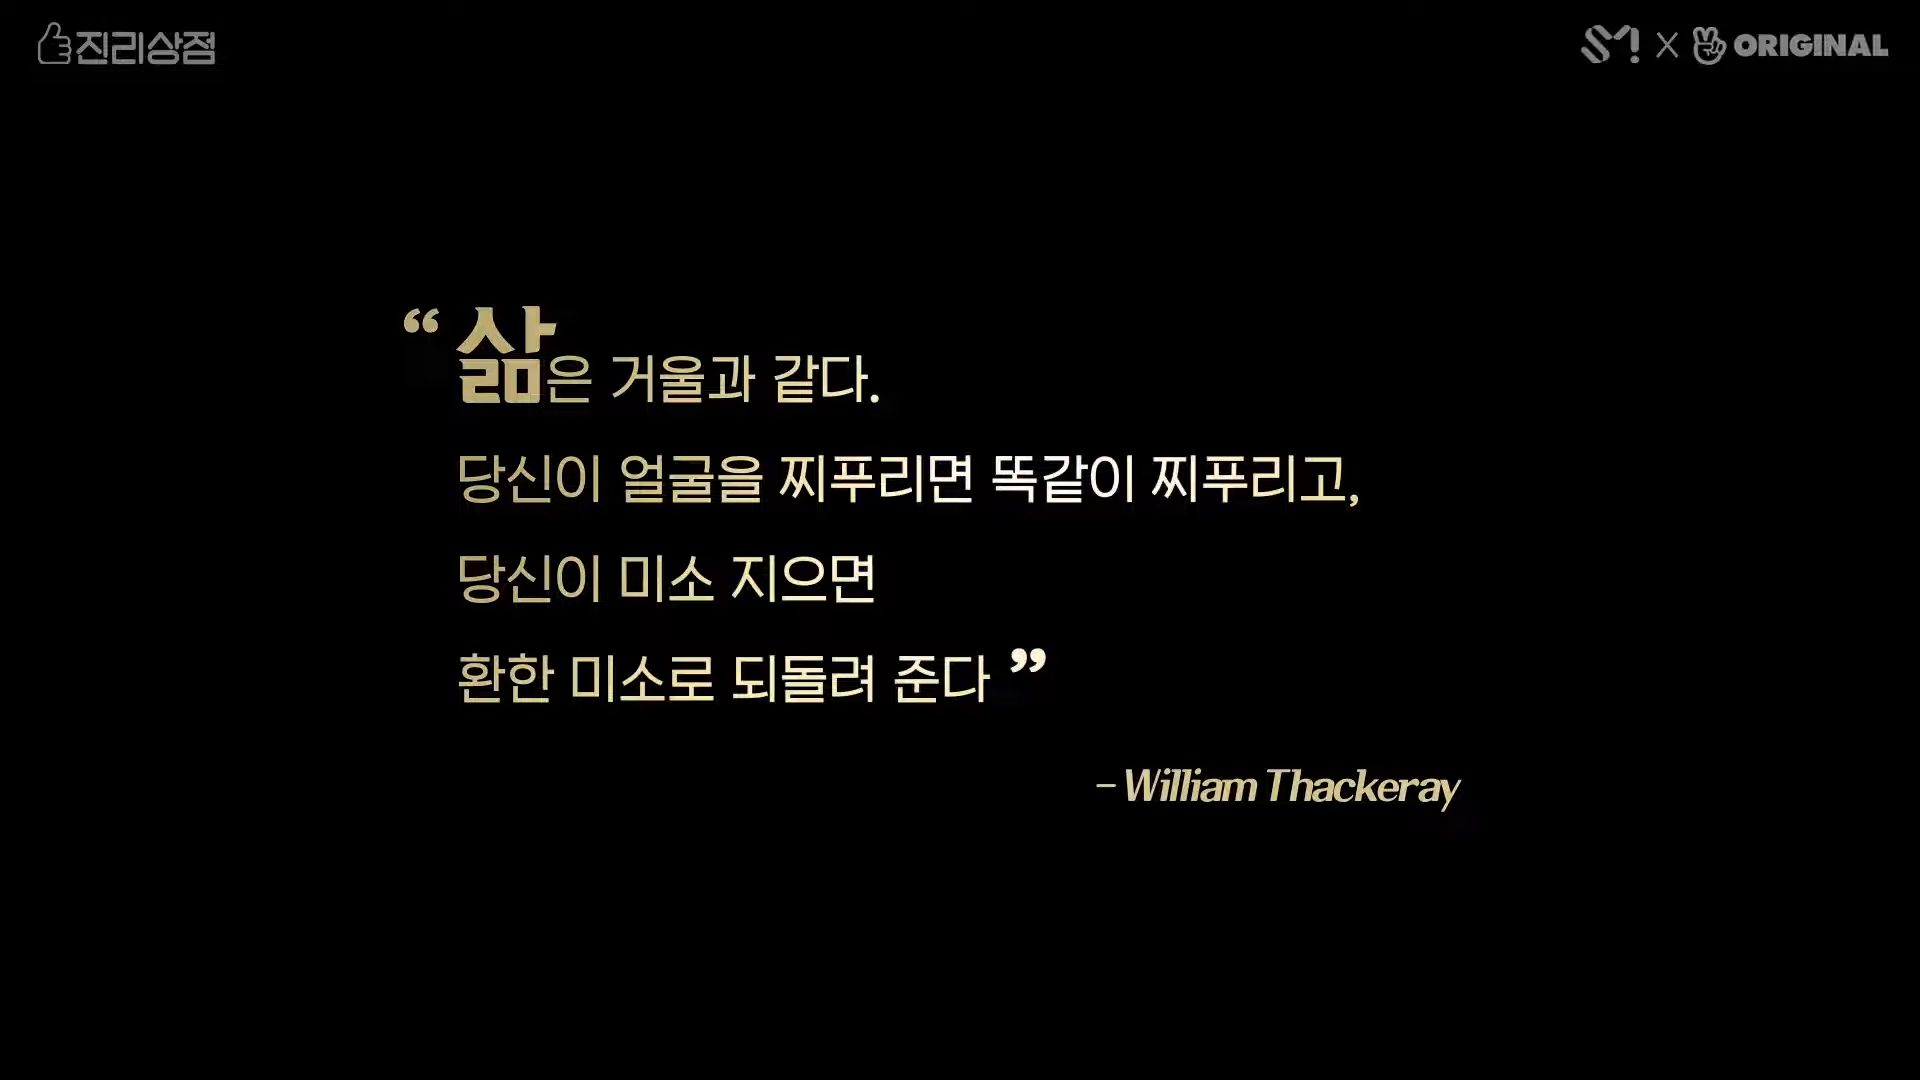 진리상점
SM! X ORIGINAL
“ 삶은 거울과 같다.
당신이 얼굴을 찌푸리면 똑같이 찌푸리고,
당신이 미소 지으면
환한 미소로 되돌려 준다 ”
– William Thackeray